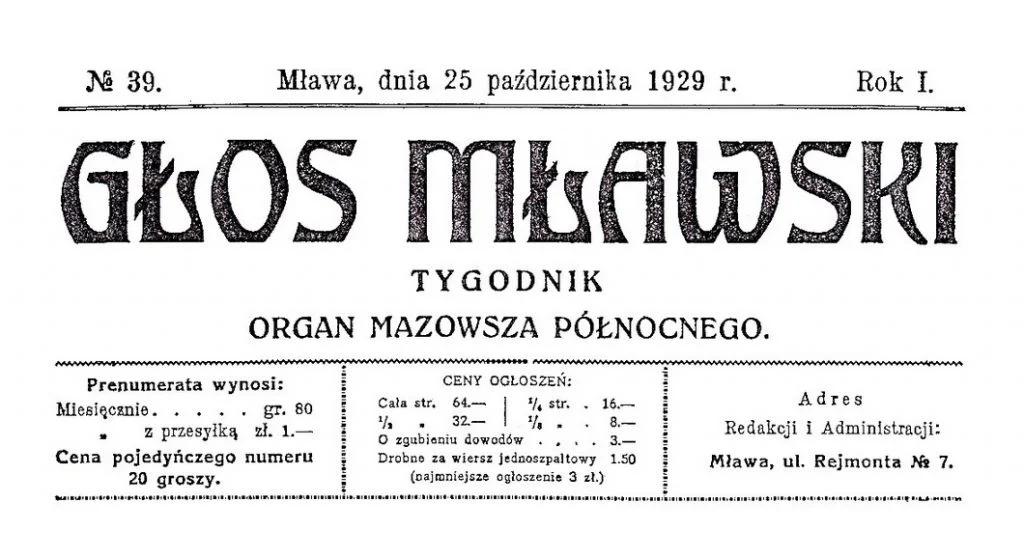 № 39. Mława, dnia 25 października 1929 r. Rok I.
GŁOS MŁAWSKI
TYGODNIK
ORGAN MAZOWSZA PÓŁNOCNEGO.
Prenumerata wynosi:
Miesięcznie . . . . . gr. 80
„ z przesyłką zł. 1.—
Cena pojedyńczego numeru
20 groszy.
CENY OGŁOSZEŃ:
Cała str. 64.— | ¼ str. . 16.—
½ „ 32.— | ⅛ „ . 8.—
O zgubieniu dowodów . . . . 3.—
Drobne za wiersz jednoszpaltowy 1.50
(najmniejsze ogłoszenie 3 zł.)
Adres
Redakcji i Administracji:
Mława, ul. Rejmonta № 7.